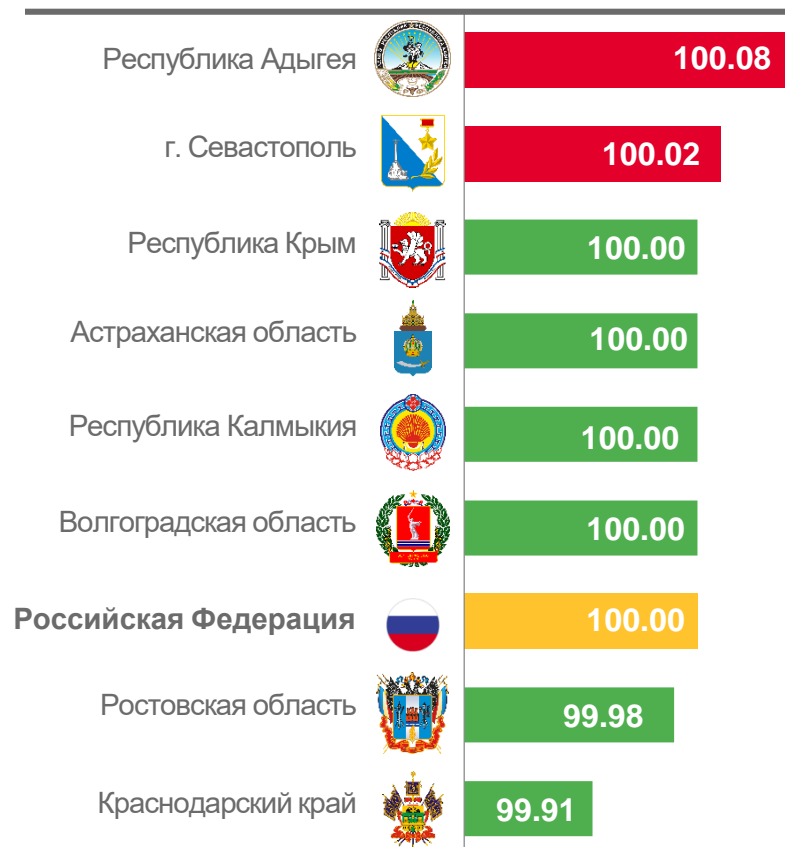 Республика Адыгея 100.08
г. Севастополь 100.02
Республика Крым 100.00
Астраханская область 100.00
Республика Калмыкия 100.00
Волгоградская область 100.00
Российская Федерация 100.00
Ростовская область 99.98
Краснодарский край 99.91